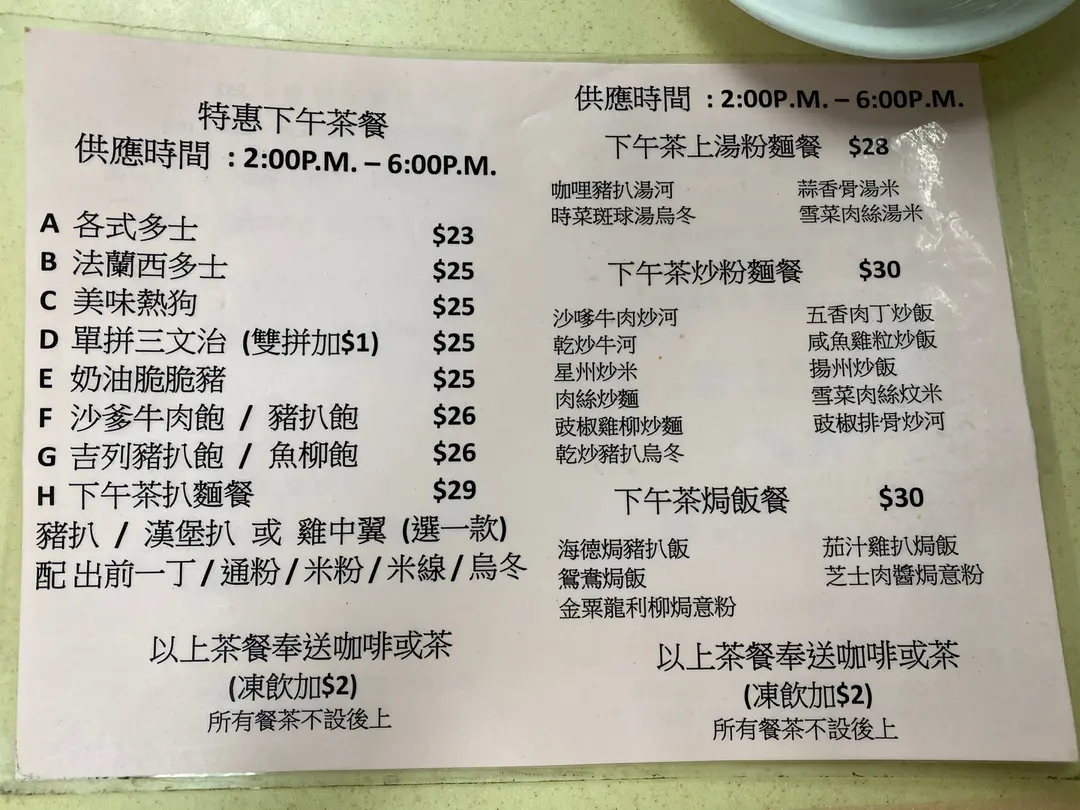 特惠下午茶餐
供應時間 : 2:00P.M. – 6:00P.M.
A 各式多士 $23
B 法蘭西多士 $25
C 美味熱狗 $25
D 單拼三文治 (雙拼加$1) $25
E 奶油脆脆豬 $25
F 沙爹牛肉飽 / 豬扒飽 $26
G 吉列豬扒飽 / 魚柳飽 $26
H 下午茶扒麵餐 $29
豬扒 / 漢堡扒 或 雞中翼 (選一款)
配 出前一丁 / 通粉 / 米粉 / 米線 / 烏冬
以上茶餐奉送咖啡或茶
(凍飲加$2)
所有餐茶不設後上
供應時間 : 2:00P.M. – 6:00P.M.
下午茶上湯粉麵餐 $28
咖哩豬扒湯河 蒜香骨湯米
時菜斑球湯烏冬 雪菜肉絲湯米
下午茶炒粉麵餐 $30
沙嗲牛肉炒河 五香肉丁炒飯
乾炒牛河 咸魚雞粒炒飯
星州炒米 揚州炒飯
肉絲炒麵 雪菜肉絲炆米
豉椒雞柳炒麵 豉椒排骨炒河
乾炒豬扒烏冬
下午茶焗飯餐 $30
海德焗豬扒飯 茄汁雞扒焗飯
鴛鴦焗飯 芝士肉醬焗意粉
金粟龍利柳焗意粉
以上茶餐奉送咖啡或茶
(凍飲加$2)
所有餐茶不設後上